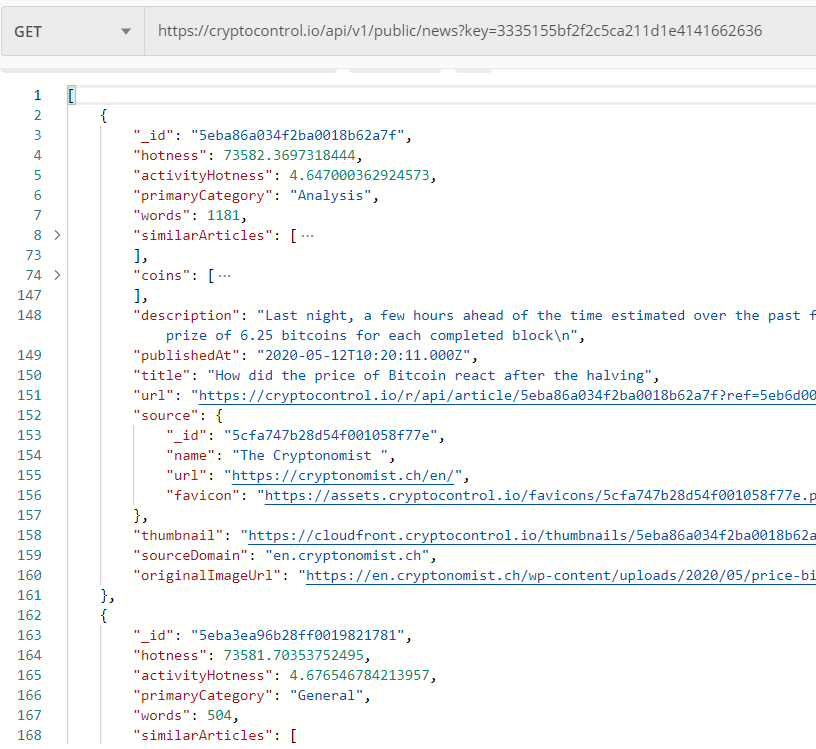 GET https://cryptocontrol.io/api/v1/public/news?key=3335155bf2f2c5ca211d1e4141662636
1 [
2 {
3 "_id": "5eba86a034f2ba0018b62a7f",
4 "hotness": 73582.3697318444,
5 "activityHotness": 4.647000362924573,
6 "primaryCategory": "Analysis",
7 "words": 1181,
8 "similarArticles": [ ...
73 ],
74 "coins": [ ...
147 ],
148 "description": "Last night, a few hours ahead of the time estimated over the past f
prize of 6.25 bitcoins for each completed block\n",
149 "publishedAt": "2020-05-12T10:20:11.000Z",
150 "title": "How did the price of Bitcoin react after the halving",
151 "url": "https://cryptocontrol.io/r/api/article/5eba86a034f2ba0018b62a7f?ref=5eb6d00
152 "source": {
153 "_id": "5cfa747b28d54f001058f77e",
154 "name": "The Cryptonomist ",
155 "url": "https://cryptonomist.ch/en/",
156 "favicon": "https://assets.cryptocontrol.io/favicons/5cfa747b28d54f001058f77e.p
157 },
158 "thumbnail": "https://cloudfront.cryptocontrol.io/thumbnails/5eba86a034f2ba0018b62a
159 "sourceDomain": "en.cryptonomist.ch",
160 "originalImageUrl": "https://en.cryptonomist.ch/wp-content/uploads/2020/05/price-bi
161 },
162 {
163 "_id": "5eba3ea96b28ff0019821781",
164 "hotness": 73581.70353752495,
165 "activityHotness": 4.676546784213957,
166 "primaryCategory": "General",
167 "words": 504,
168 "similarArticles": [